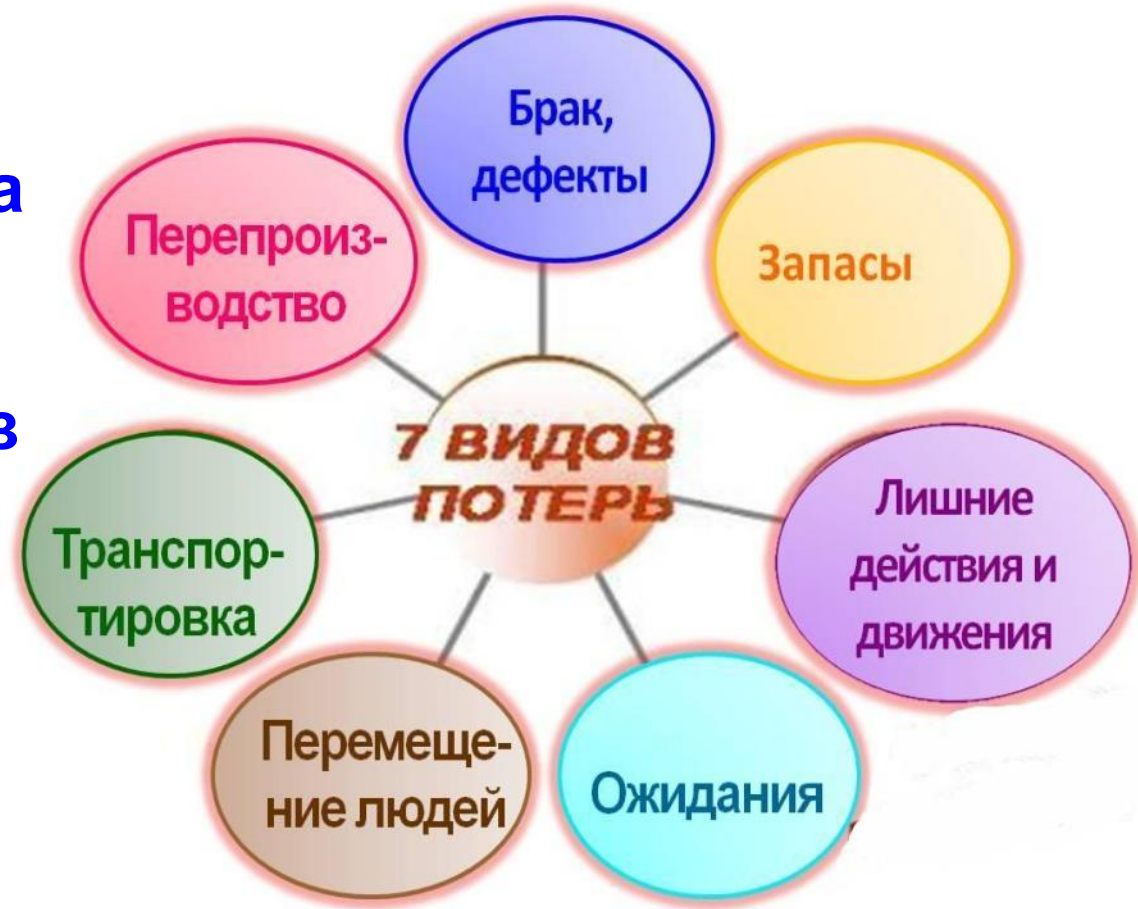 Брак,
дефекты
а
Перепроиз-
водство
Запасы
в
7 ВИДОВ
ПОТЕРЬ
Лишние
действия и
движения
Транспор-
тировка
Перемеще-
ние людей
Ожидания